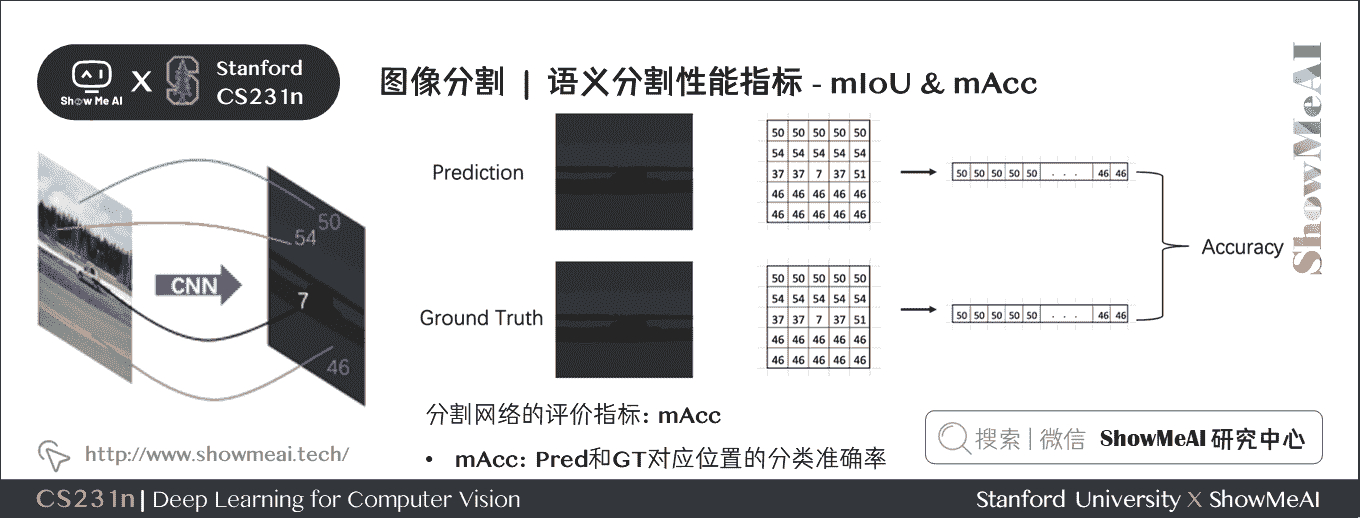 Show Me AI
X
Stanford
CS231n
图像分割 | 语义分割性能指标 - mIoU & mAcc
ShowMeAI
50
54
CNN
7
46
Prediction
50 50 50 50 50
54 54 54 54 54
37 37 7 37 51
46 46 46 46 46
46 46 46 46 46
50 50 50 50 50 . . . 46 46
Accuracy
Ground Truth
50 50 50 50 50
54 54 54 54 54
37 37 7 37 51
46 46 46 46 46
46 46 46 46 46
50 50 50 50 50 . . . 46 46
分割网络的评价指标: mAcc
• mAcc: Pred和GT对应位置的分类准确率
http://www.showmeai.tech/
搜索 | 微信 ShowMeAI 研究中心
CS231n | Deep Learning for Computer Vision
Stanford University X ShowMeAI